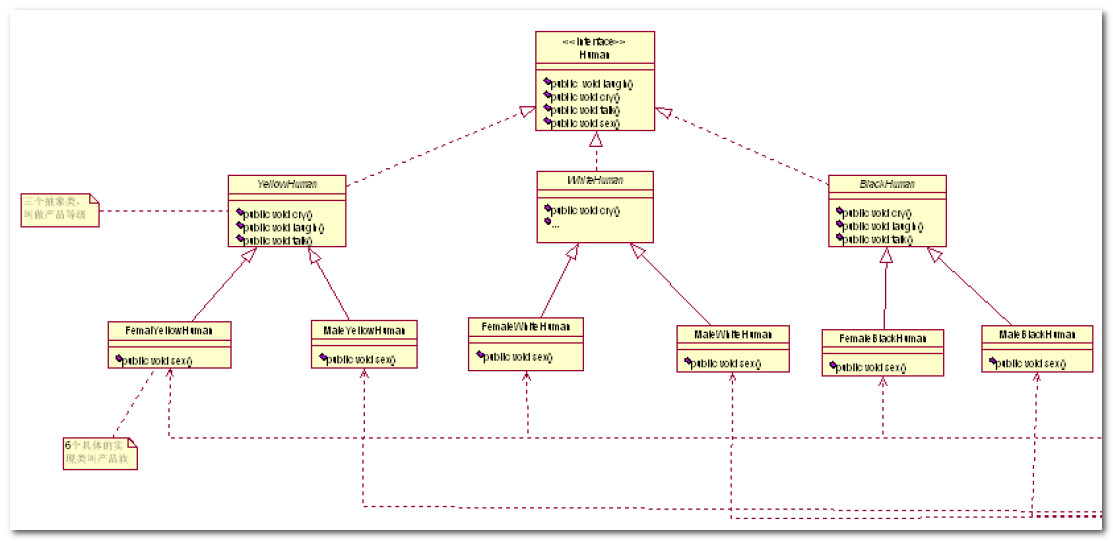 <<Interface>>
Human
public void laugh()
public void cry()
public void talk()
public void sex()
YellowHuman
public void cry()
public void laugh()
public void talk()
WhiteHuman
public void cry()
...
BlackHuman
public void cry()
public void laugh()
public void talk()
三个抽象类，
叫做产品等级
FemalYellowHuman
public void sex()
MaleYellowHuman
public void sex()
FemaleWhiteHuman
public void sex()
MaleWhiteHuman
public void sex()
FemaleBlackHuman
public void sex()
MaleBlackHuman
public void sex()
6个具体的实
现类叫产品族